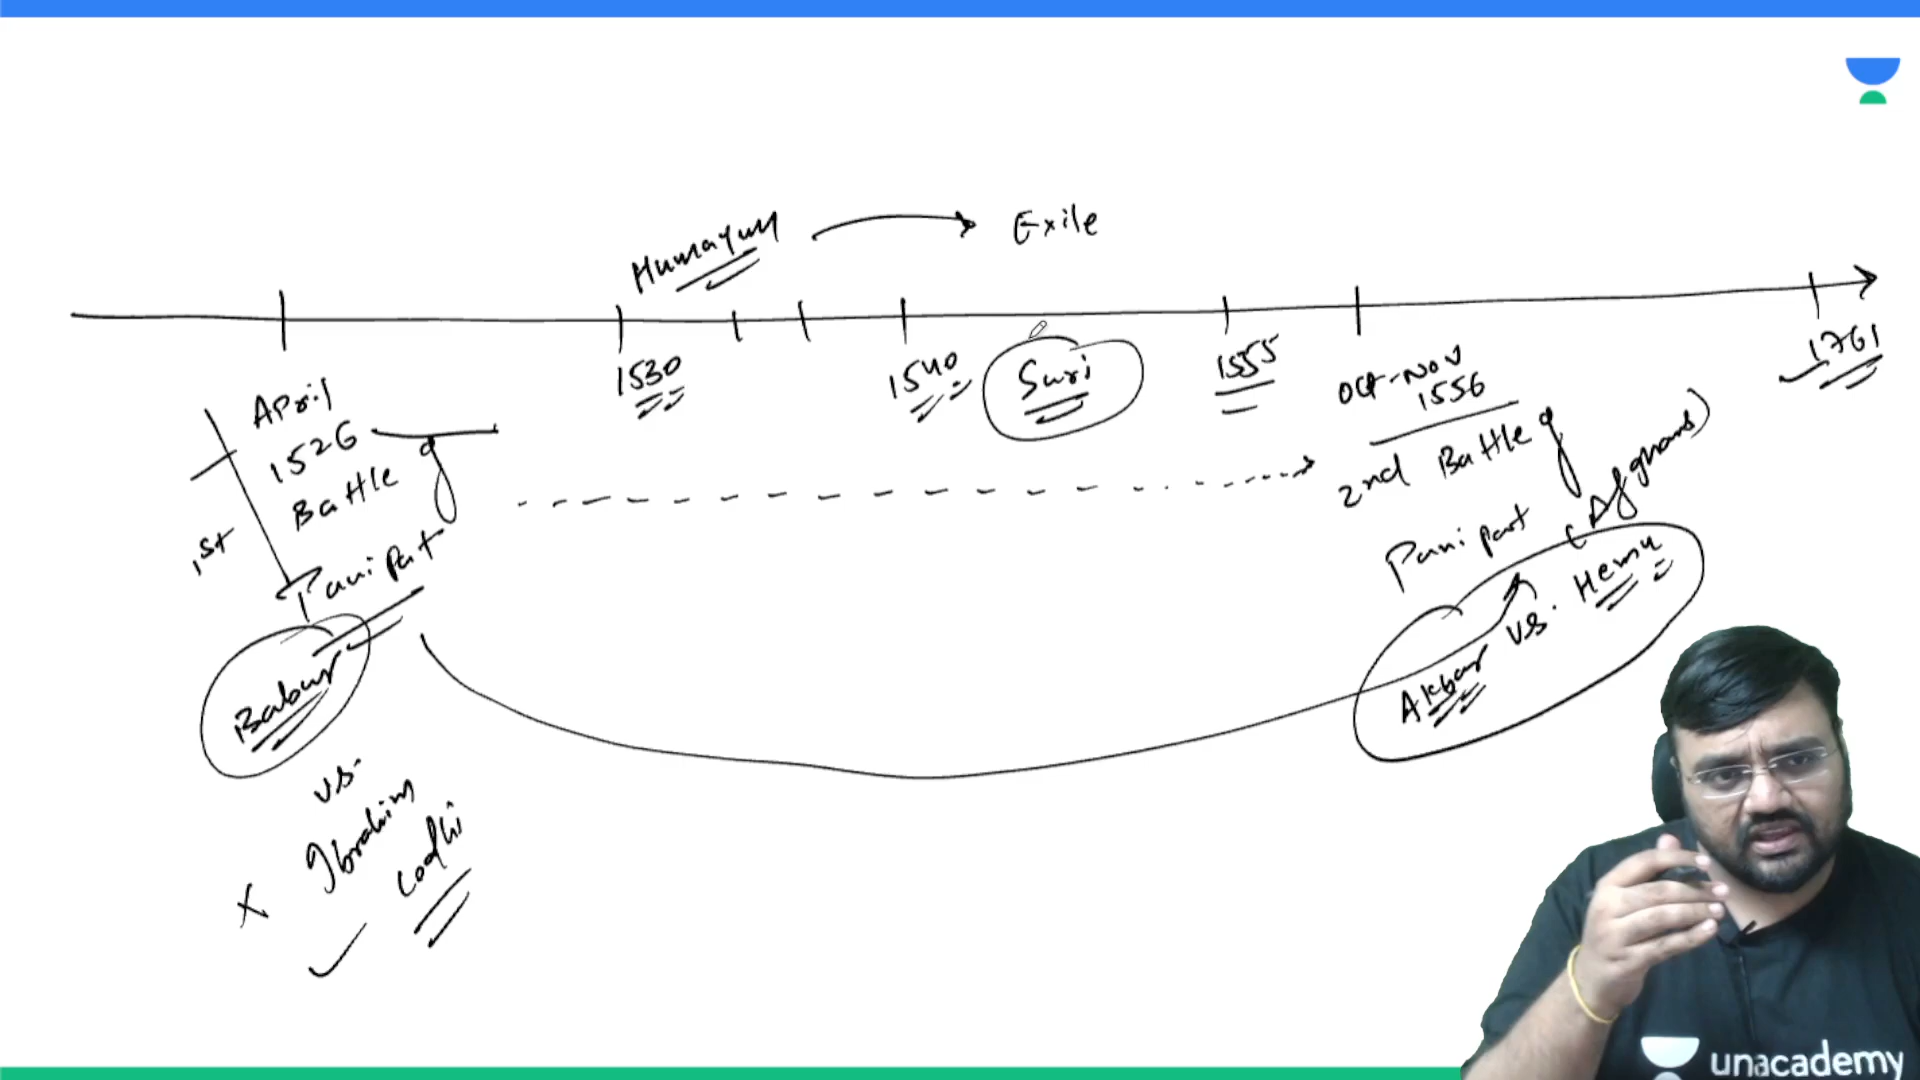 Humayun
Exile
1530
1540
Suri
1555
Oct-Nov
1556
1761
April
1526
Battle of
Panipat
1st
2nd Battle of
Panipat
(Afghans)
Babur
vs.
Ibrahim
Lodhi
Akbar vs. Hemu
unacademy